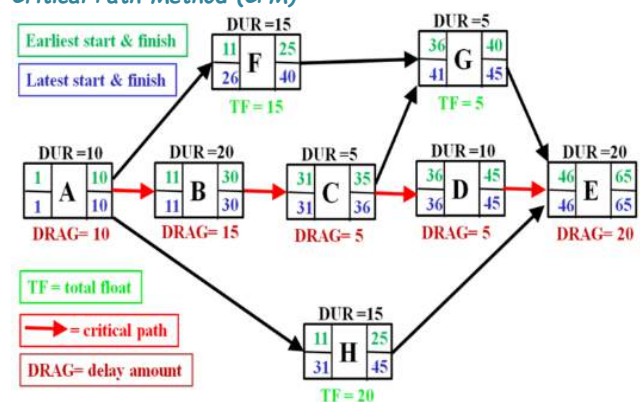 Critical Path Method (CPM)
DUR =15
DUR =5
Earliest start & finish
11 F 25
26 40
36 G 40
41 45
Latest start & finish
TF = 15
TF = 5
DUR =10
DUR =20
DUR =5
DUR =10
DUR =20
1 A 10
1 10
11 B 30
11 30
31 C 35
31 36
36 D 45
36 45
46 E 65
46 65
DRAG= 10
DRAG= 15
DRAG= 5
DRAG= 5
DRAG= 20
TF = total float
DUR=15
= critical path
11 H 25
31 45
DRAG= delay amount
TF = 20